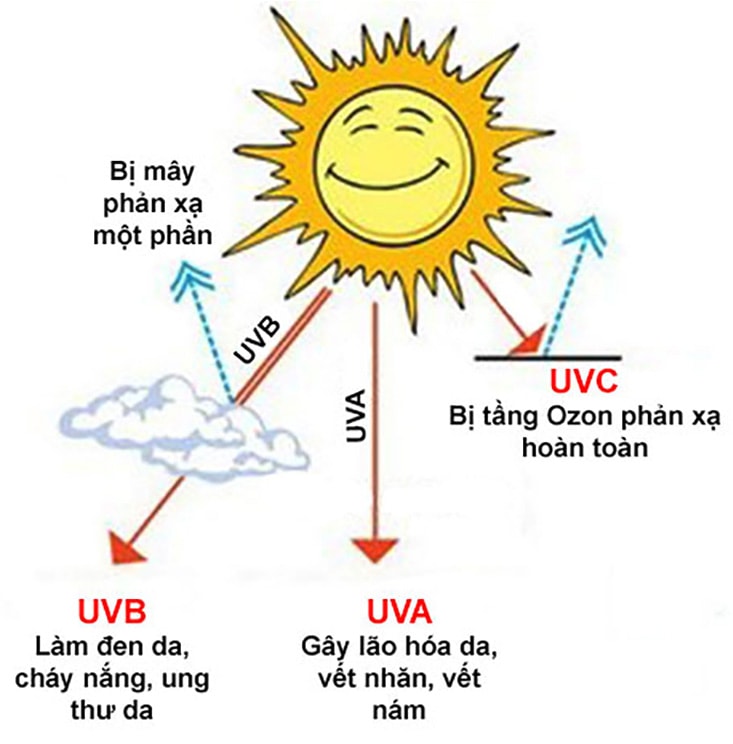 Bị mây
phản xạ
một phần
UVB
UVA
UVC
Bị tầng Ozon phản xạ
hoàn toàn
UVB
Làm đen da,
cháy nắng, ung
thư da
UVA
Gây lão hóa da,
vết nhăn, vết
nám